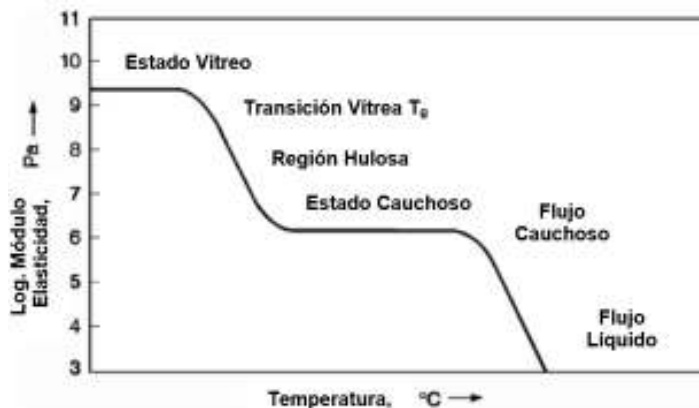 11
10
9
8
7
6
5
4
3
Log. Módulo
Elasticidad, Pa
Estado Vitreo
Transición Vítrea Tg
Región Hulosa
Estado Cauchoso
Flujo
Cauchoso
Flujo
Líquido
Temperatura, °C